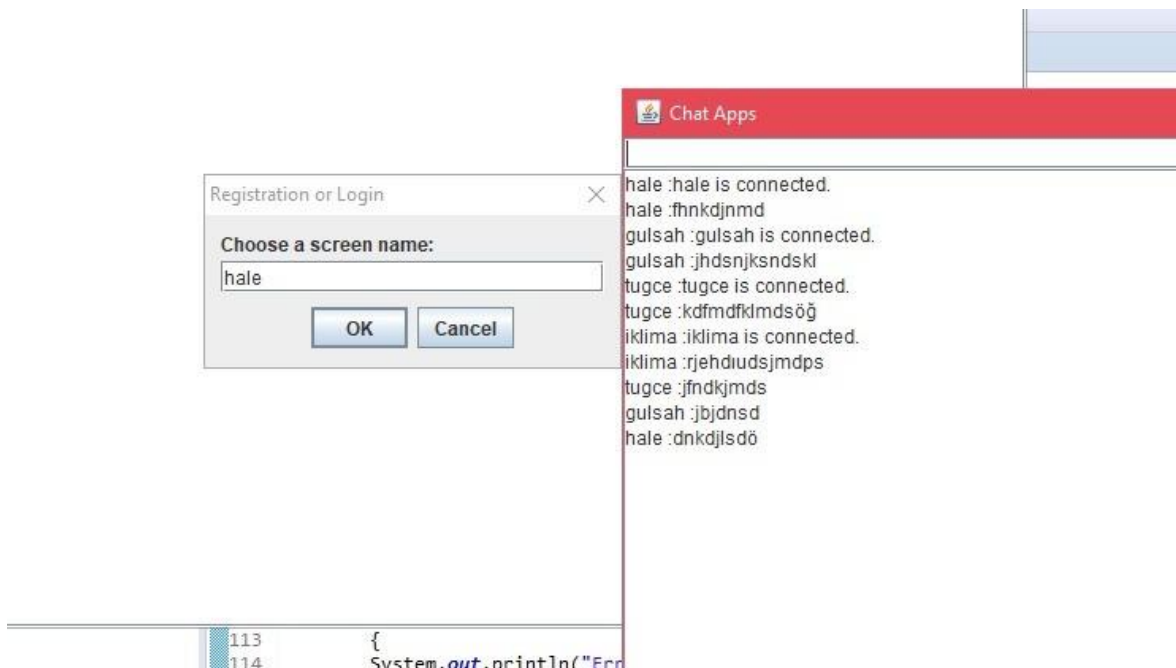 Chat Apps
Registration or Login
Choose a screen name:
hale
OK Cancel
hale :hale is connected.
hale :fhnkdjnmd
gulsah :gulsah is connected.
gulsah :jhdsnjksndskl
tugce :tugce is connected.
tugce :kdfmdfklmdsöğ
iklima :iklima is connected.
iklima :rjehdıudsjmdps
tugce :jfndkjmds
gulsah :jbjdnsd
hale :dnkdjlsdö
113 {
114 System.out.println("Err